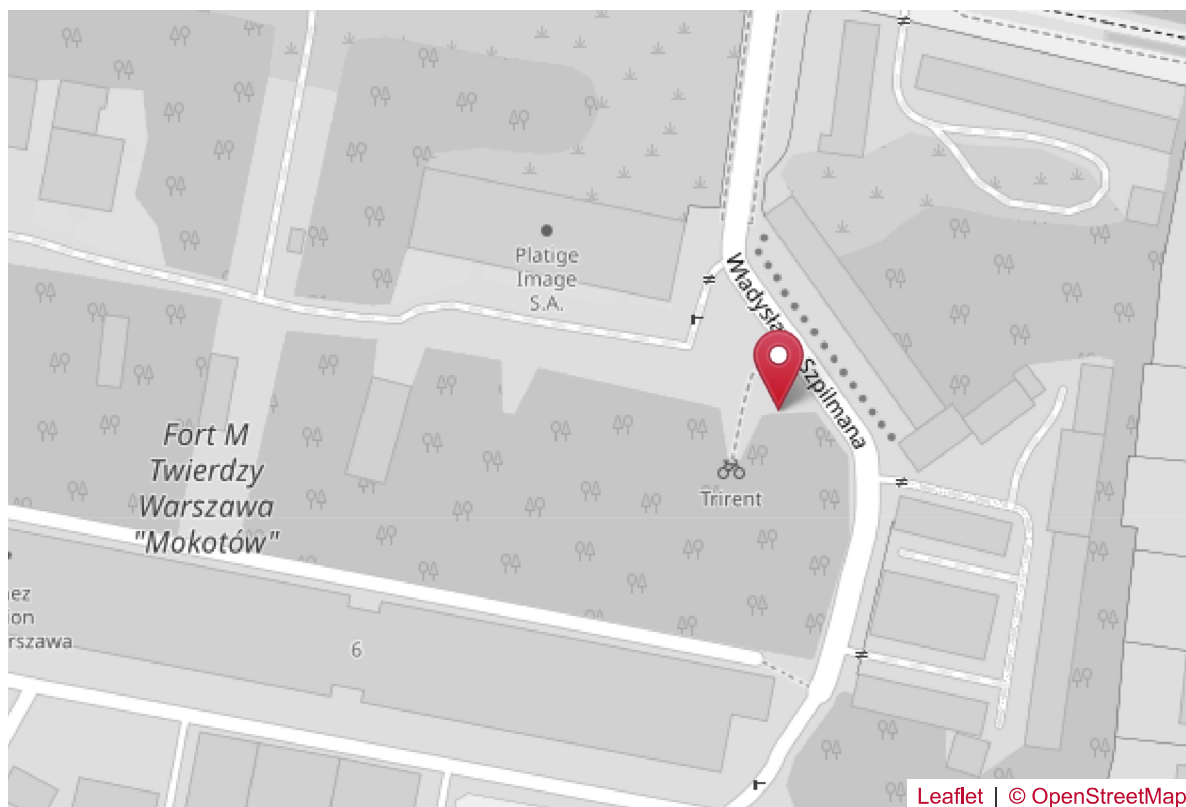 Platige
Image
S.A.
Władysła
Szpilmana
Fort M
Twierdzy
Warszawa
"Mokotów"
Trirent
6
Leaflet | © OpenStreetMap